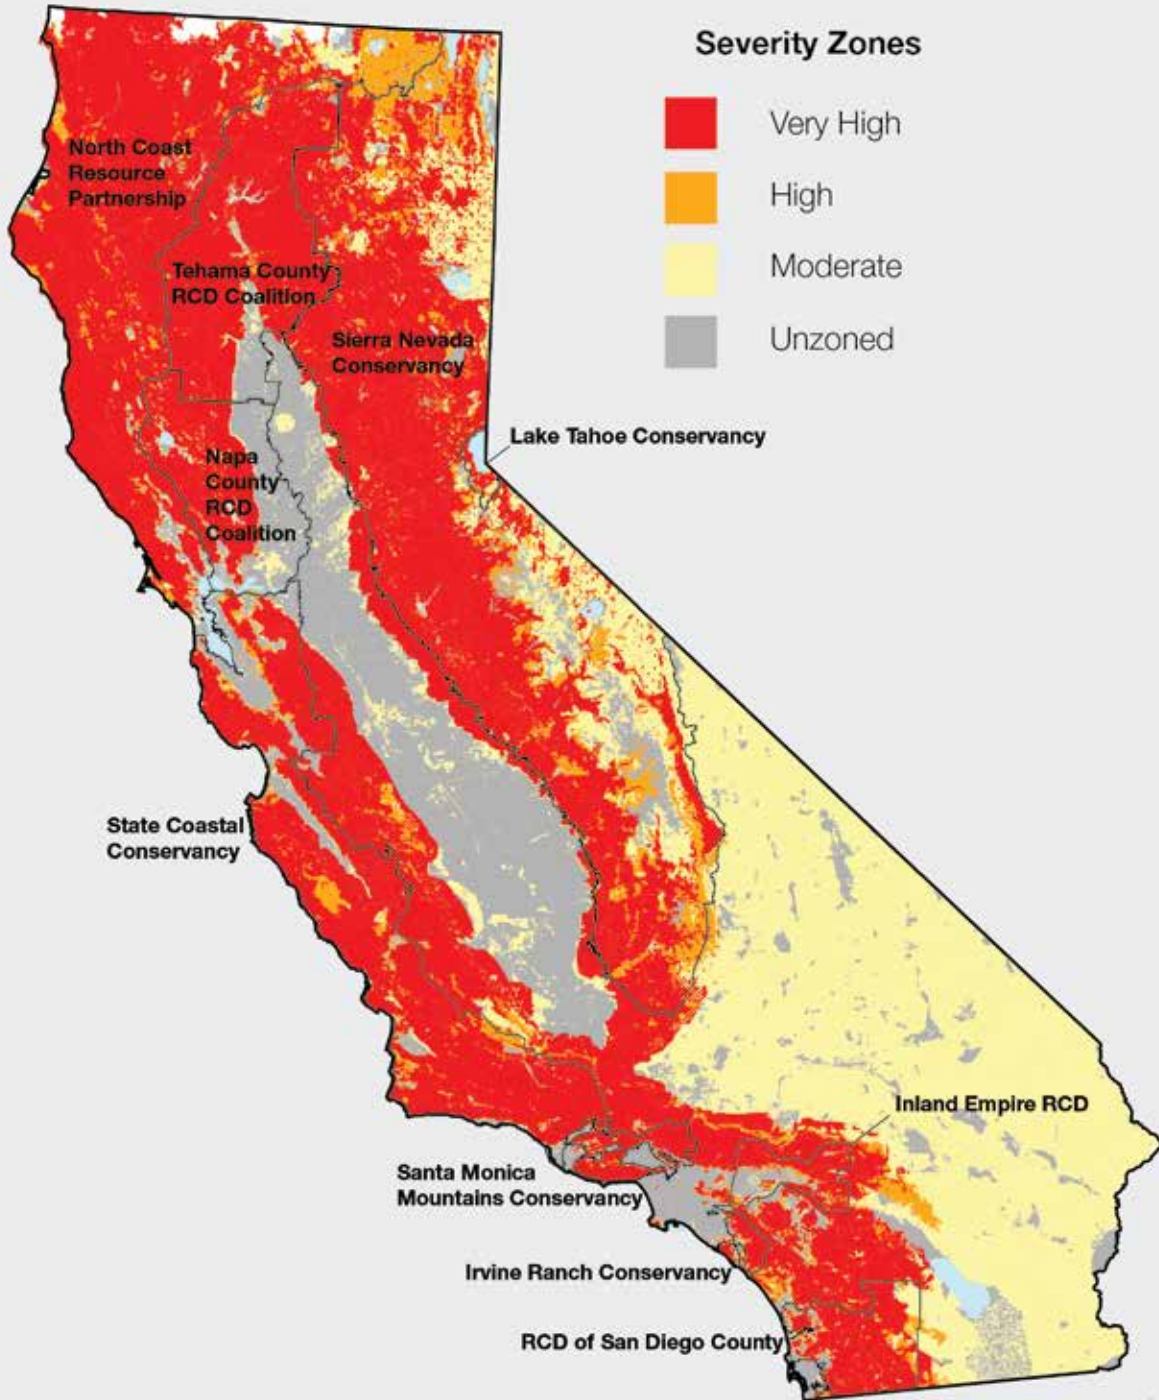 Severity Zones
Very High
High
Moderate
Unzoned
North Coast
Resource
Partnership
Tehama County
RCD Coalition
Sierra Nevada
Conservancy
Lake Tahoe Conservancy
Napa
County
RCD
Coalition
State Coastal
Conservancy
Inland Empire RCD
Santa Monica
Mountains Conservancy
Irvine Ranch Conservancy
RCD of San Diego County